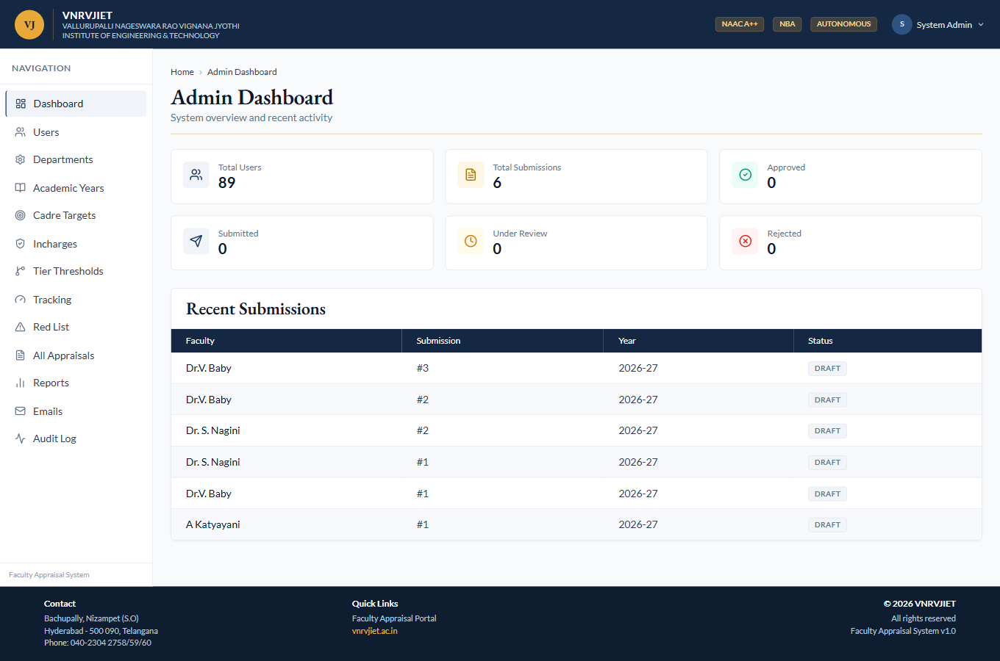 VJ
VNRVJIET
VALLURUPALLI NAGESWARA RAO VIGNANA JYOTHI
INSTITUTE OF ENGINEERING & TECHNOLOGY
NAAC A++
NBA
AUTONOMOUS
S
System Admin
NAVIGATION
Dashboard
Users
Departments
Academic Years
Cadre Targets
Incharges
Tier Thresholds
Tracking
Red List
All Appraisals
Reports
Emails
Audit Log
Faculty Appraisal System
Home › Admin Dashboard
Admin Dashboard
System overview and recent activity
Total Users
89
Total Submissions
6
Approved
0
Submitted
0
Under Review
0
Rejected
0
Recent Submissions
Faculty Submission Year Status
Dr.V. Baby #3 2026-27 DRAFT
Dr.V. Baby #2 2026-27 DRAFT
Dr. S. Nagini #2 2026-27 DRAFT
Dr. S. Nagini #1 2026-27 DRAFT
Dr.V. Baby #1 2026-27 DRAFT
A Katyayani #1 2026-27 DRAFT
Contact
Bachupally, Nizampet (S.O)
Hyderabad - 500 090, Telangana
Phone: 040-2304 2758/59/60
Quick Links
Faculty Appraisal Portal
vnrvjiet.ac.in
© 2026 VNRVJIET
All rights reserved
Faculty Appraisal System v1.0